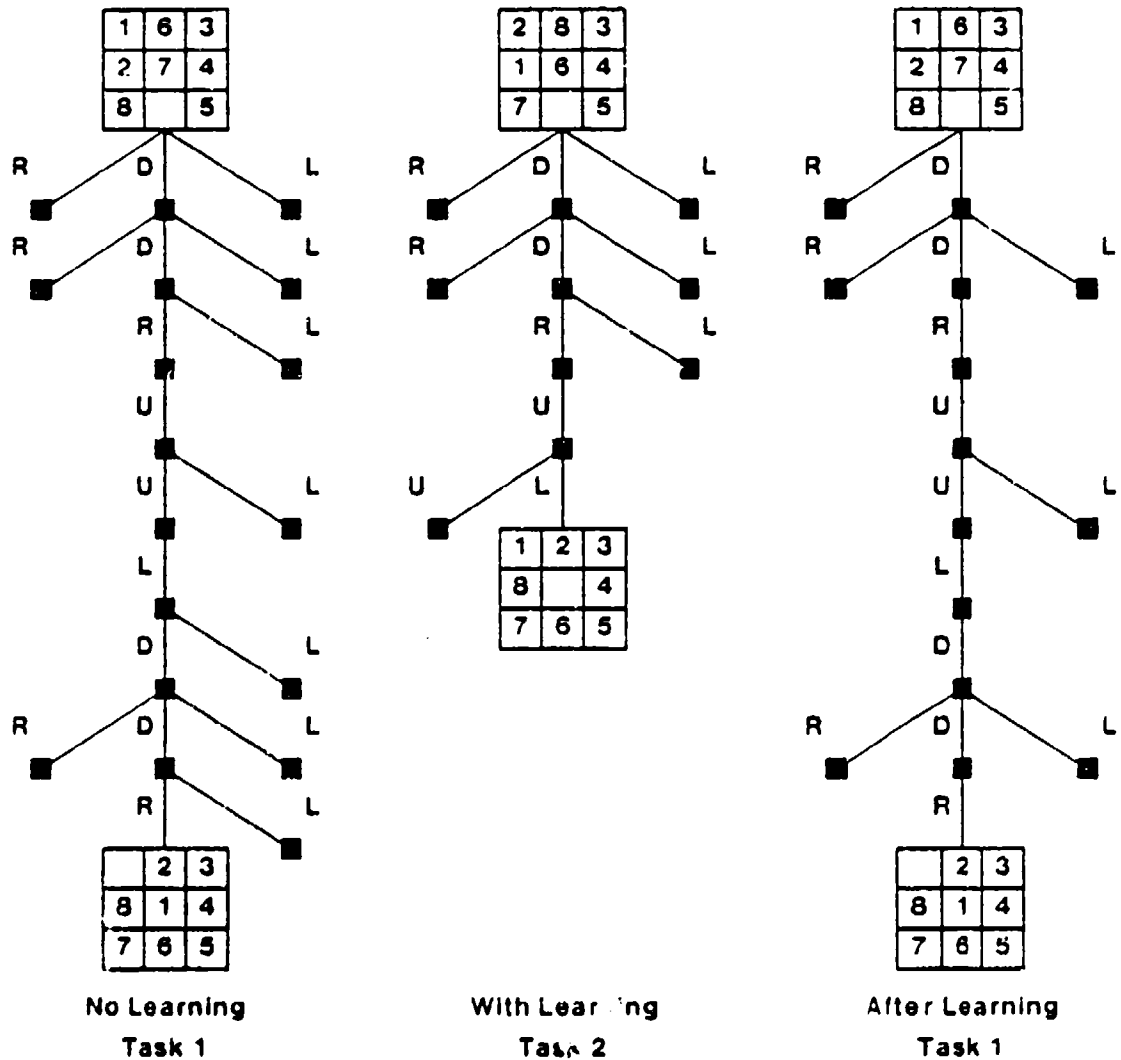 1 6 3 2 8 3 1 6 3
2 7 4 1 6 4 2 7 4
8 5 7 5 8 5
R D L R D L R D
R D L R D L R D L
R L R L R
U U U
U L U L U L
L L
1 2 3
8 4
7 6 5
D L D
R D L R D L
R L R
2 3 2 3
8 1 4 8 1 4
7 6 5 7 6 5
No Learning With Lear ing After Learning
Task 1 Task 2 Task 1